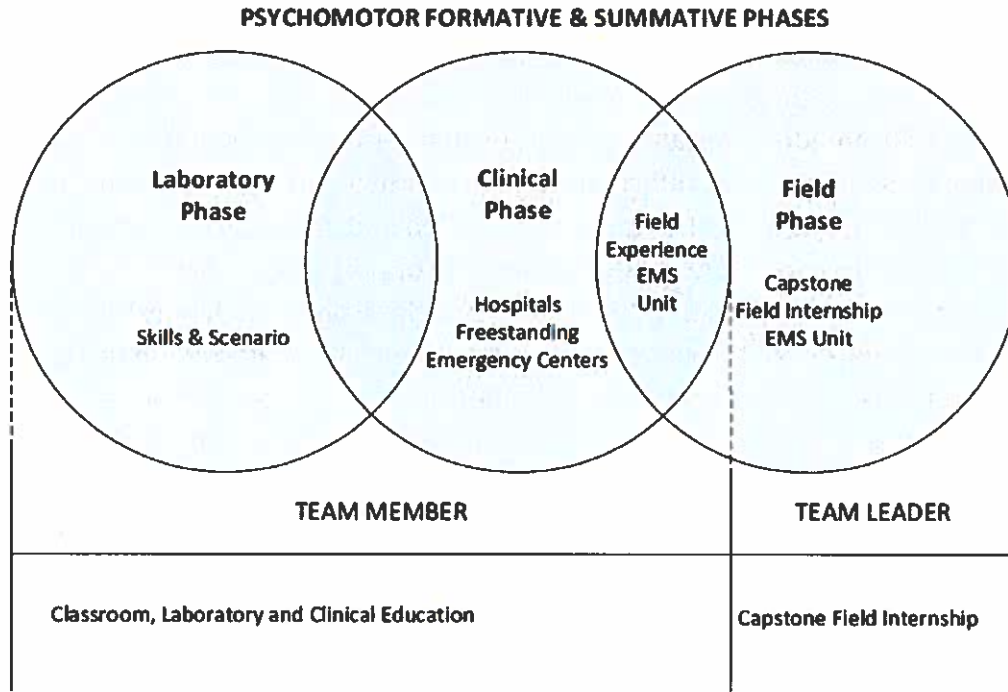 PSYCHOMOTOR FORMATIVE & SUMMATIVE PHASES
Laboratory
Phase
Skills & Scenario
Clinical
Phase
Hospitals
Freestanding
Emergency Centers
Field
Experience
EMS
Unit
Field
Phase
Capstone
Field Internship
EMS Unit
TEAM MEMBER
TEAM LEADER
Classroom, Laboratory and Clinical Education
Capstone Field Internship